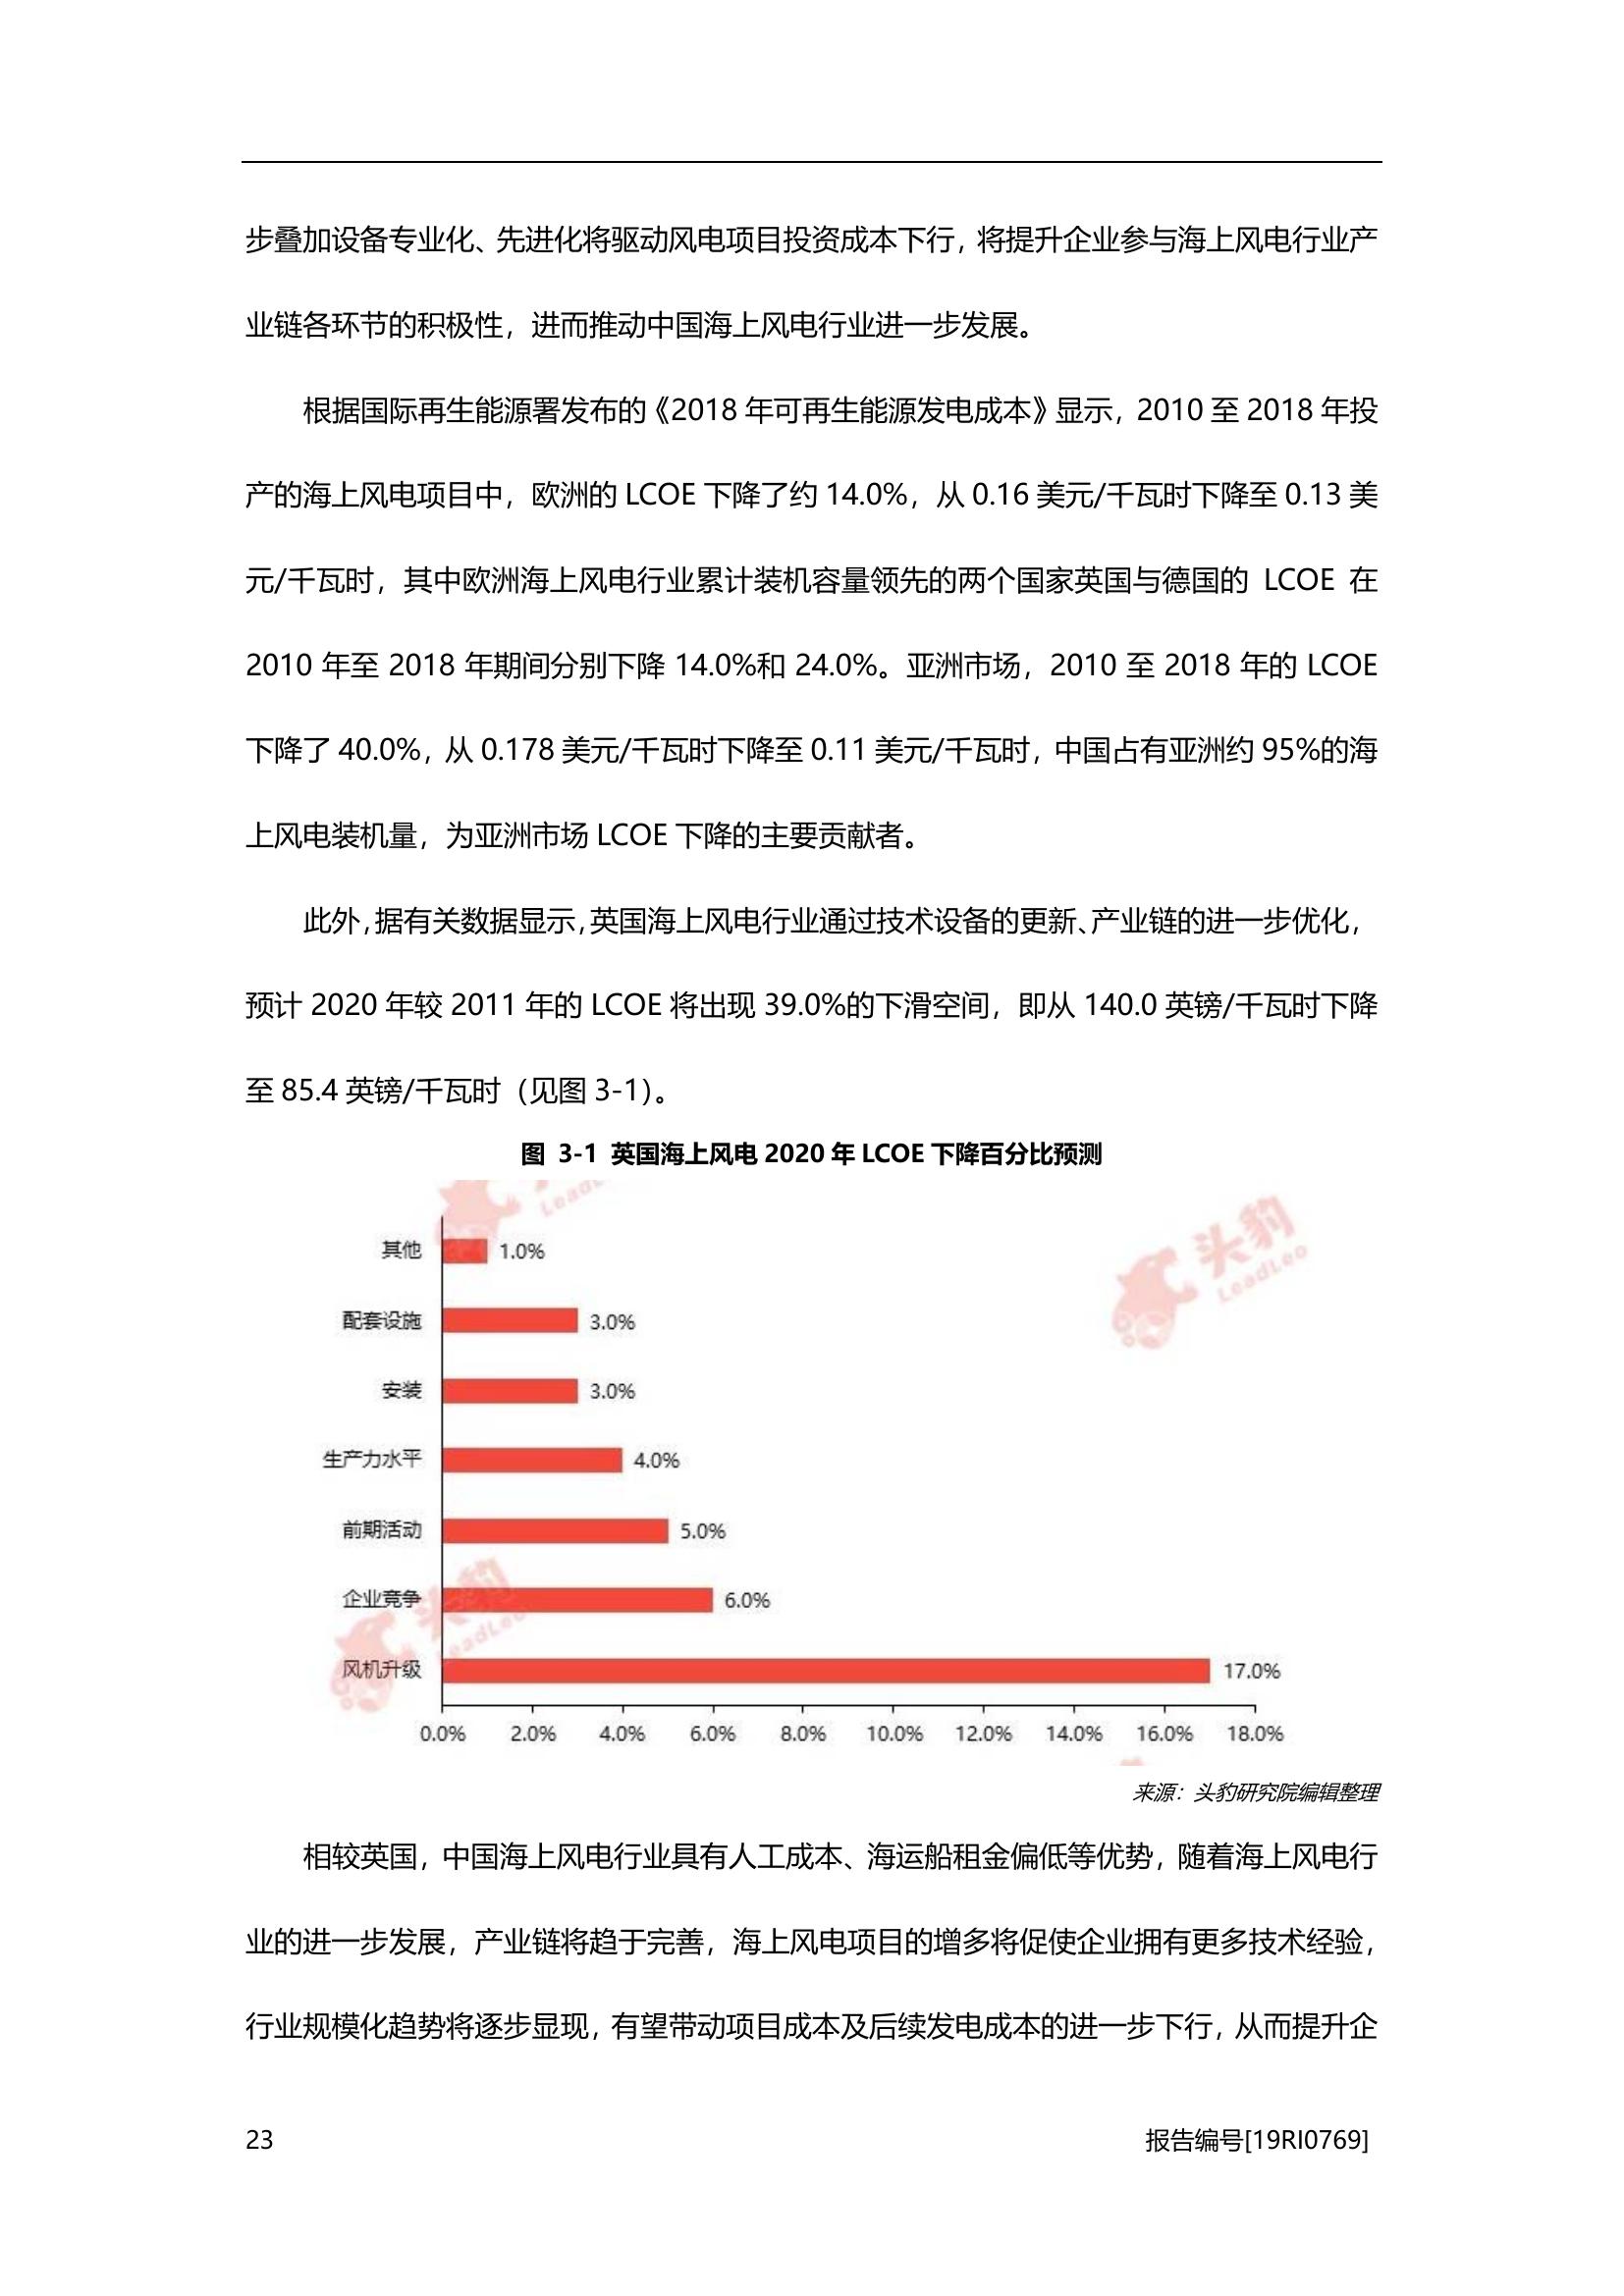 步叠加设备专业化、先进化将驱动风电项目投资成本下行，将提升企业参与海上风电行业产
业链各环节的积极性，进而推动中国海上风电行业进一步发展。
根据国际再生能源署发布的《2018 年可再生能源发电成本》显示，2010 至 2018 年投
产的海上风电项目中，欧洲的 LCOE 下降了约 14.0%，从 0.16 美元/千瓦时下降至 0.13 美
元/千瓦时，其中欧洲海上风电行业累计装机容量领先的两个国家英国与德国的 LCOE 在
2010 年至 2018 年期间分别下降 14.0%和 24.0%。亚洲市场，2010 至 2018 年的 LCOE
下降了 40.0%，从 0.178 美元/千瓦时下降至 0.11 美元/千瓦时，中国占有亚洲约 95%的海
上风电装机量，为亚洲市场 LCOE 下降的主要贡献者。
此外，据有关数据显示，英国海上风电行业通过技术设备的更新、产业链的进一步优化，
预计 2020 年较 2011 年的 LCOE 将出现 39.0%的下滑空间，即从 140.0 英镑/千瓦时下降
至 85.4 英镑/千瓦时（见图 3-1）。
图 3-1 英国海上风电 2020 年 LCOE 下降百分比预测
头豹
LeadLeo
其他 1.0%
配套设施 3.0%
安装 3.0%
生产力水平 4.0%
前期活动 5.0%
企业竞争 6.0%
头豹
LeadLeo
风机升级 17.0%
0.0% 2.0% 4.0% 6.0% 8.0% 10.0% 12.0% 14.0% 16.0% 18.0%
来源：头豹研究院编辑整理
相较英国，中国海上风电行业具有人工成本、海运船租金偏低等优势，随着海上风电行
业的进一步发展，产业链将趋于完善，海上风电项目的增多将促使企业拥有更多技术经验，
行业规模化趋势将逐步显现，有望带动项目成本及后续发电成本的进一步下行，从而提升企
23 报告编号[19RI0769]